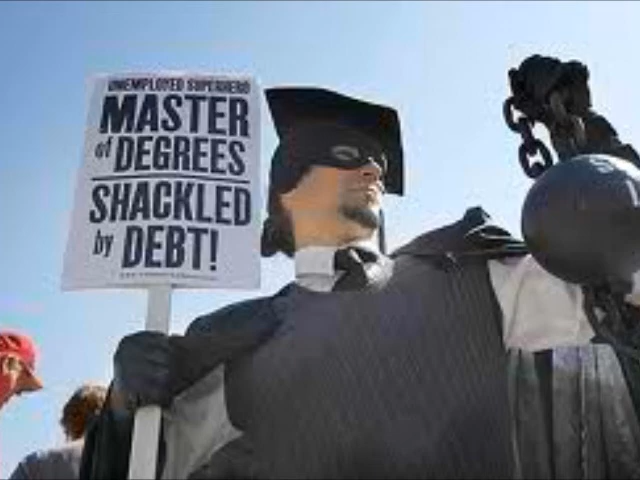 UNEMPLOYED SUPERHERO
MASTER
of DEGREES
SHACKLED
by DEBT!